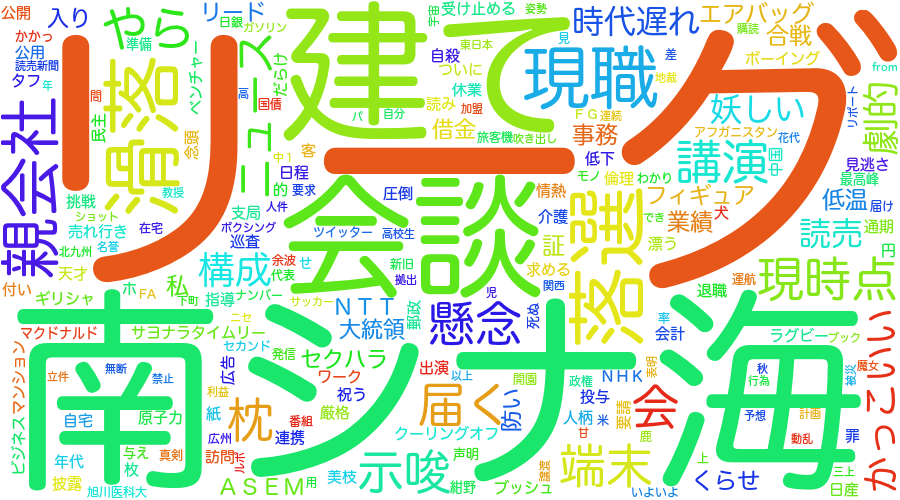 リーグ
南シナ海
建て
会談
現職
落選
滑落
親会社
講演
現時点
懸念
端末
示唆
届く
枕
会
構成
ニュース
やら
時代遅れ
妖しい
劇的
読売
かっこいい
ＡＳＥＭ
ＮＴＴ
大統領
セクハラ
私
業績
フィギュア
事務
借金
証
低温
エアバッグ
合戦
リード
入り
公開
かかっ
公用
準備
読売新聞
タフ
年
間
民主
念頭
ベンチャー
日銀
ガソリン
だらけ
高
国債
中１
客
宇宙
受け止める
姿勢
自殺
東日本
ついに
休業
読み
加盟
自分
パ
旅客機
吹き出し
ＦＧ
連続
見
差
購読
地裁
ボーイング
アフガニスタン
花代
中国
from
リポート
見逃さ
最高峰
届け
通期
円
運航
退職
犬
倫理
わかり
モノ
低下
情熱
介護
圧倒
日程
要求
的
人件
支局
挑戦
ショット
売れ行き
在宅
教授
北九州
名誉
天才
付い
ギリシャ
ホ
ＦＡ
下町
指導
ナンバー
巡査
ボクシング
ツイッター
高校生
余波
代表
せ
新旧
拠出
求める
関西
漂う
でき
サッカー
郵政
児
死ぬ
率
会計
表明
ラグビー
ブック
魔女
被災
秋
行為
予想
計画
動乱
罪
三上
日産
くらせ
上
いよいよ
鹿
要請
米
甘
人柄
投与
ＮＨＫ
政権
防い
開園
以上
出演
クーリングオフ
声明
紺野
プッシュ
美枝
用
厳格
祝う
ワーク
番組
連携
広告
発信
セカンド
ニセ
サヨナラタイムリー
マクドナルド
ビジネスマンション
立件
無断
禁止
利益
原子力
自宅
紙
広州
ルポ
訪問
真剣
与え
枚
年代
披露
旭川医科大